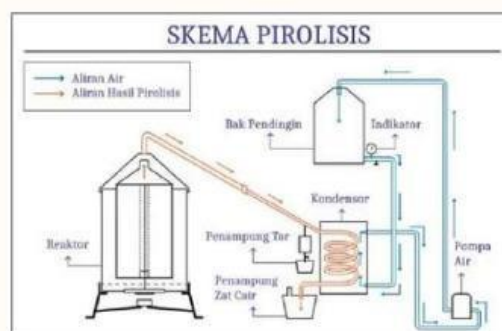 SKEMA PIROLISIS
Aliran Air
Aliran Hasil Pirolisis
Bak Pendingin
Indikator
Kondensor
Reaktor
Penampung Tar
Penampung
Zat Cair
Pompa
Air